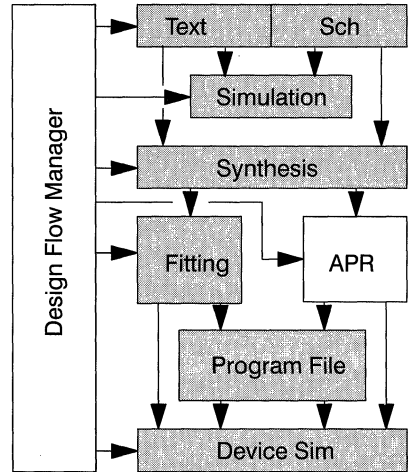 Design Flow Manager
Text
Sch
Simulation
Synthesis
Fitting
APR
Program File
Device Sim